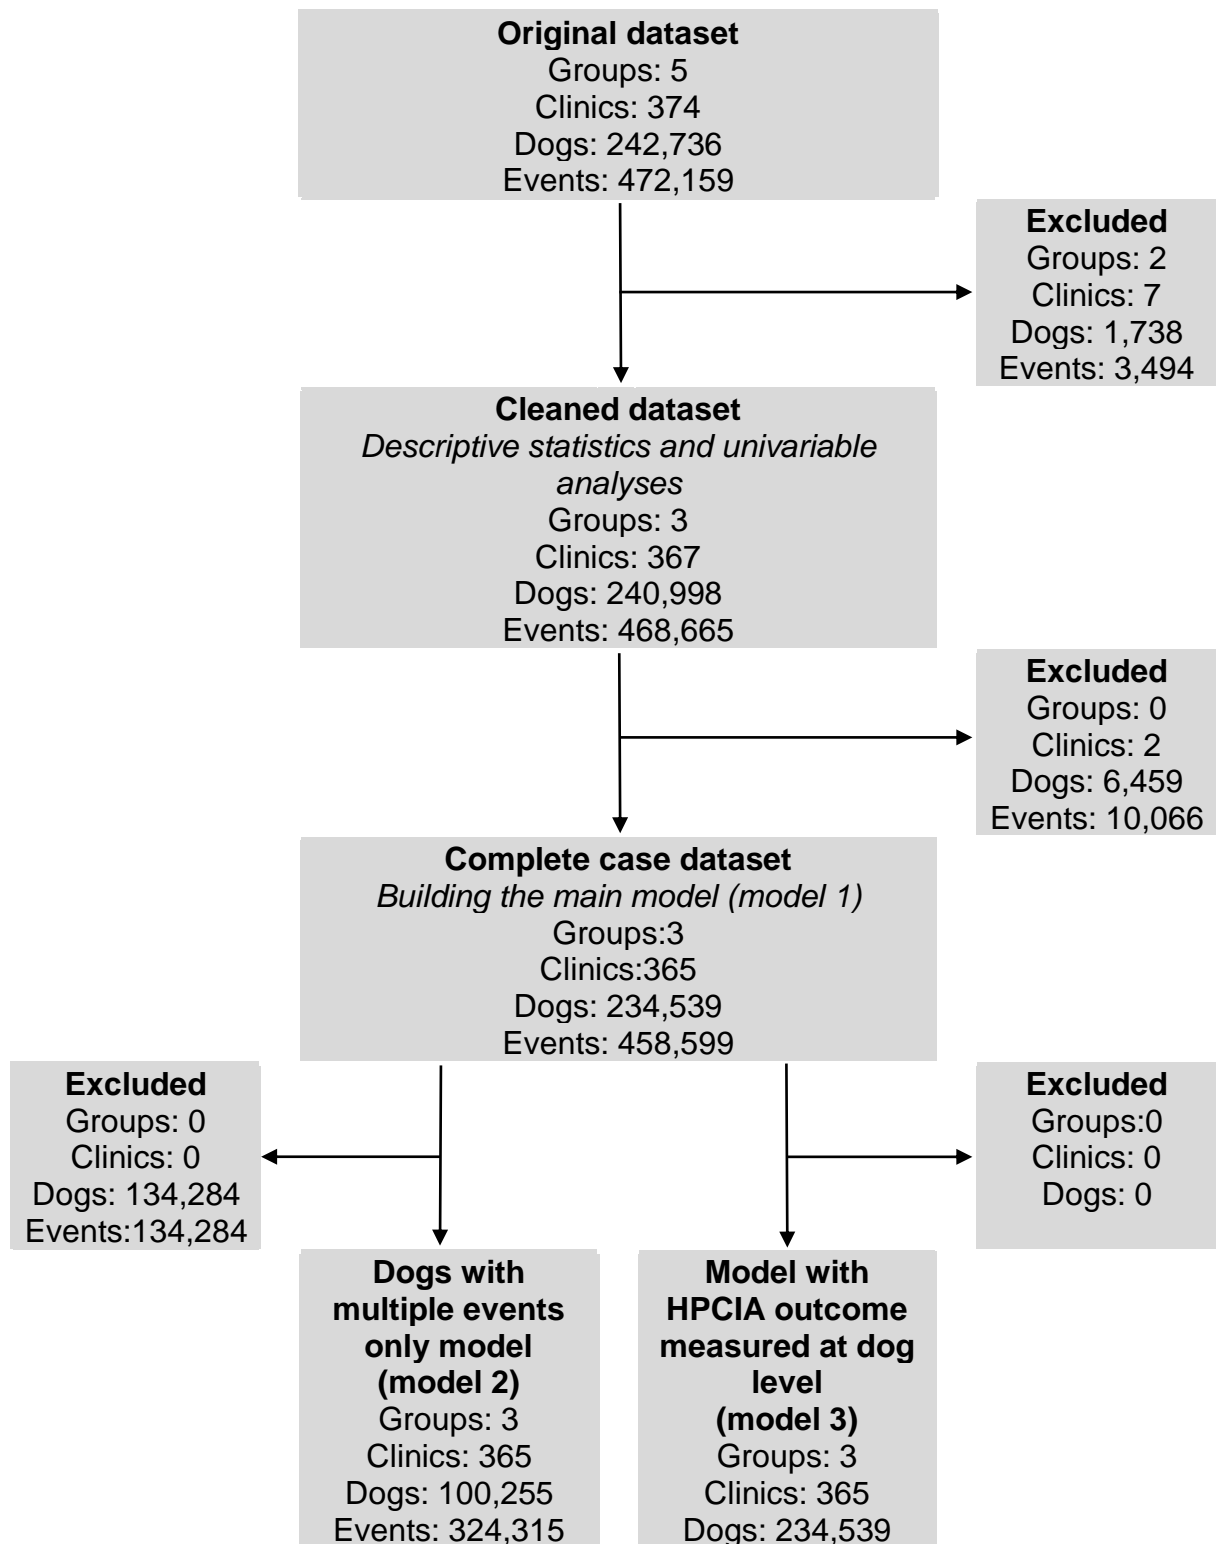 Original dataset
Groups: 5
Clinics: 374
Dogs: 242,736
Events: 472,159
Excluded
Groups: 2
Clinics: 7
Dogs: 1,738
Events: 3,494
Cleaned dataset
Descriptive statistics and univariable
analyses
Groups: 3
Clinics: 367
Dogs: 240,998
Events: 468,665
Excluded
Groups: 0
Clinics: 2
Dogs: 6,459
Events: 10,066
Complete case dataset
Building the main model (model 1)
Groups:3
Clinics:365
Dogs: 234,539
Events: 458,599
Excluded
Groups: 0
Clinics: 0
Dogs: 134,284
Events:134,284
Excluded
Groups:0
Clinics: 0
Dogs: 0
Dogs with
multiple events
only model
(model 2)
Groups: 3
Clinics: 365
Dogs: 100,255
Events: 324,315
Model with
HPCIA outcome
measured at dog
level
(model 3)
Groups: 3
Clinics: 365
Dogs: 234,539